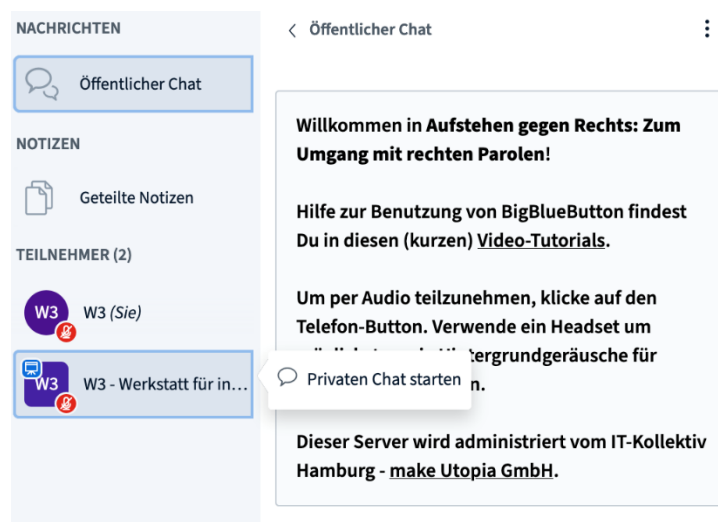 NACHRICHTEN
Öffentlicher Chat
NOTIZEN
Geteilte Notizen
TEILNEHMER (2)
W3
W3 (Sie)
W3
W3 - Werkstatt für in…
Öffentlicher Chat
Willkommen in Aufstehen gegen Rechts: Zum
Umgang mit rechten Parolen!
Hilfe zur Benutzung von BigBlueButton findest
Du in diesen (kurzen) Video-Tutorials.
Um per Audio teilzunehmen, klicke auf den
Telefon-Button. Verwende ein Headset um
tergrundgeräusche für
Privaten Chat starten
n.
Dieser Server wird administriert vom IT-Kollektiv
Hamburg - make Utopia GmbH.